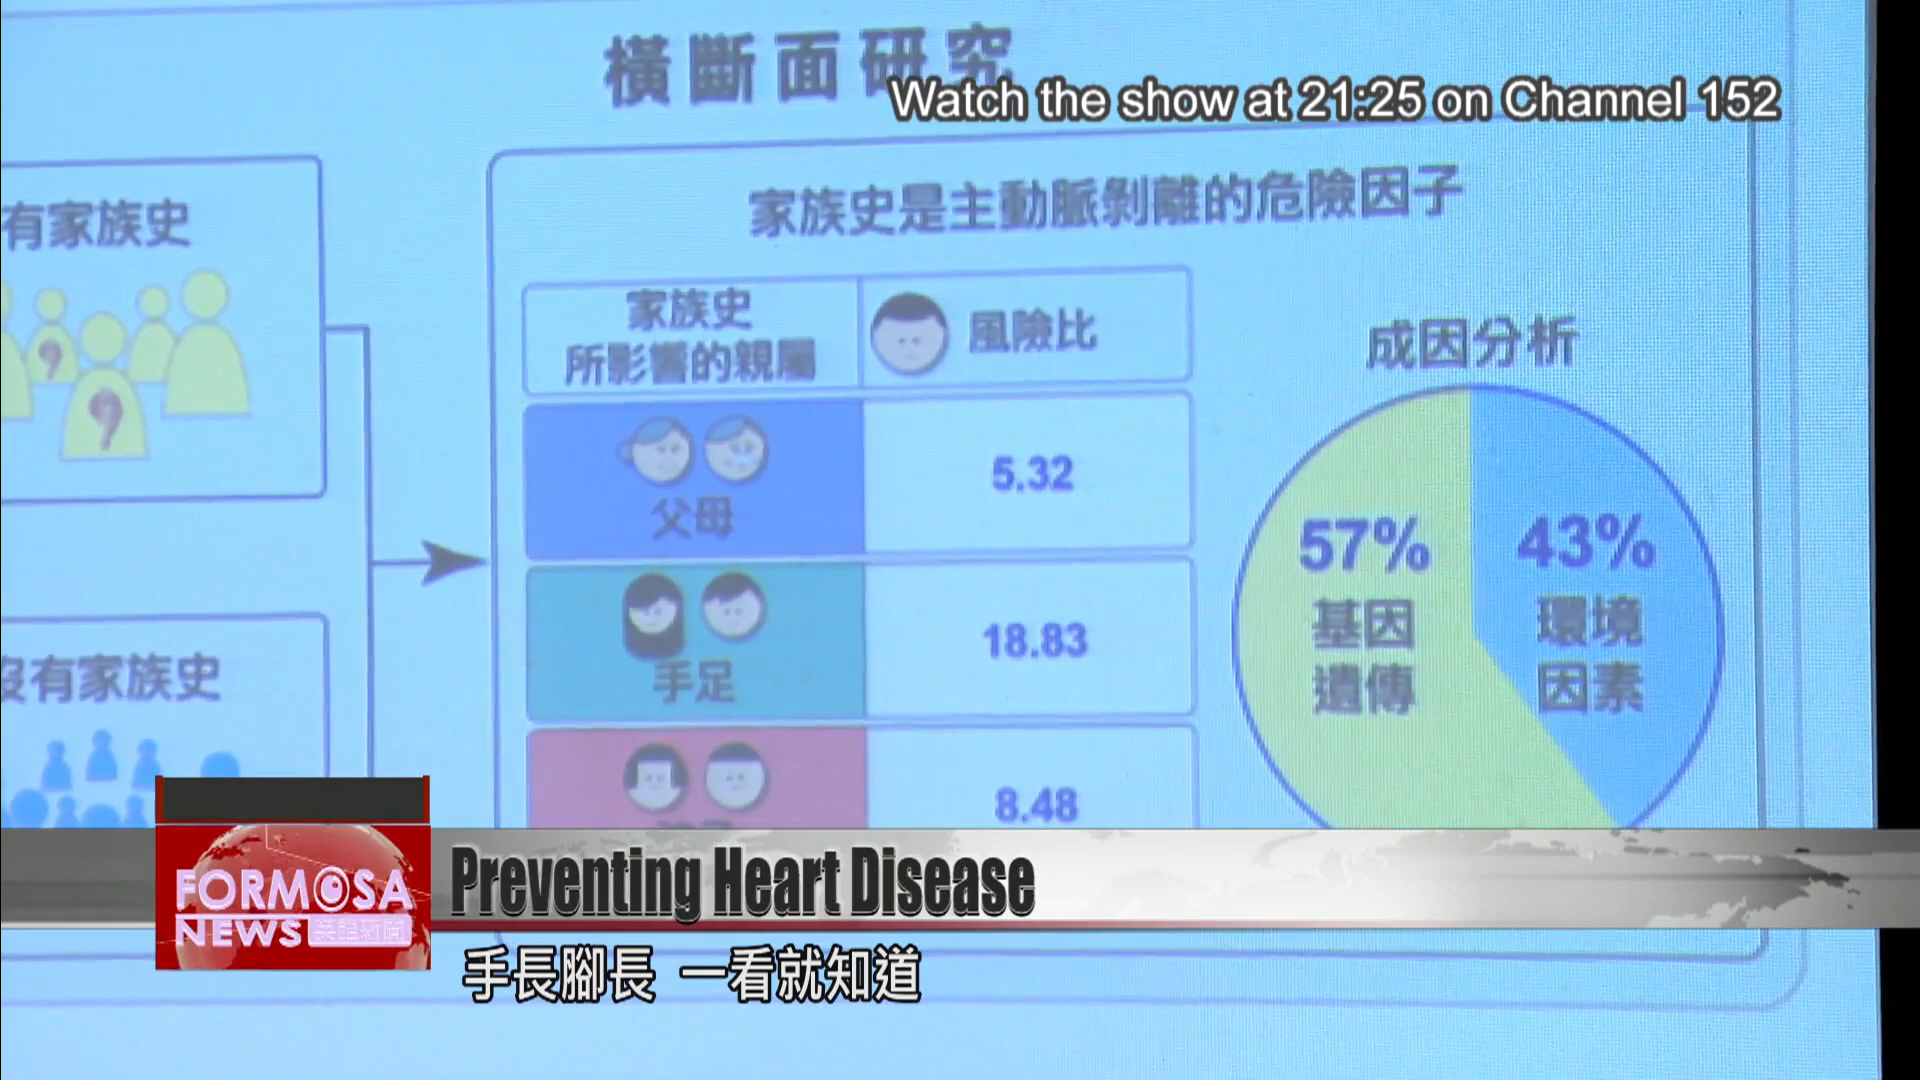 橫斷面研究
Watch the show at 21:25 on Channel 152
有家族史
家族史是主動脈剝離的危險因子
家族史
所影響的親屬
風險比
成因分析
父母
5.32
57%
基因
遺傳
43%
環境
因素
手足
18.83
沒有家族史
8.48
FORMOSA
NEWS 英語新聞
Preventing Heart Disease
手長腳長 一看就知道